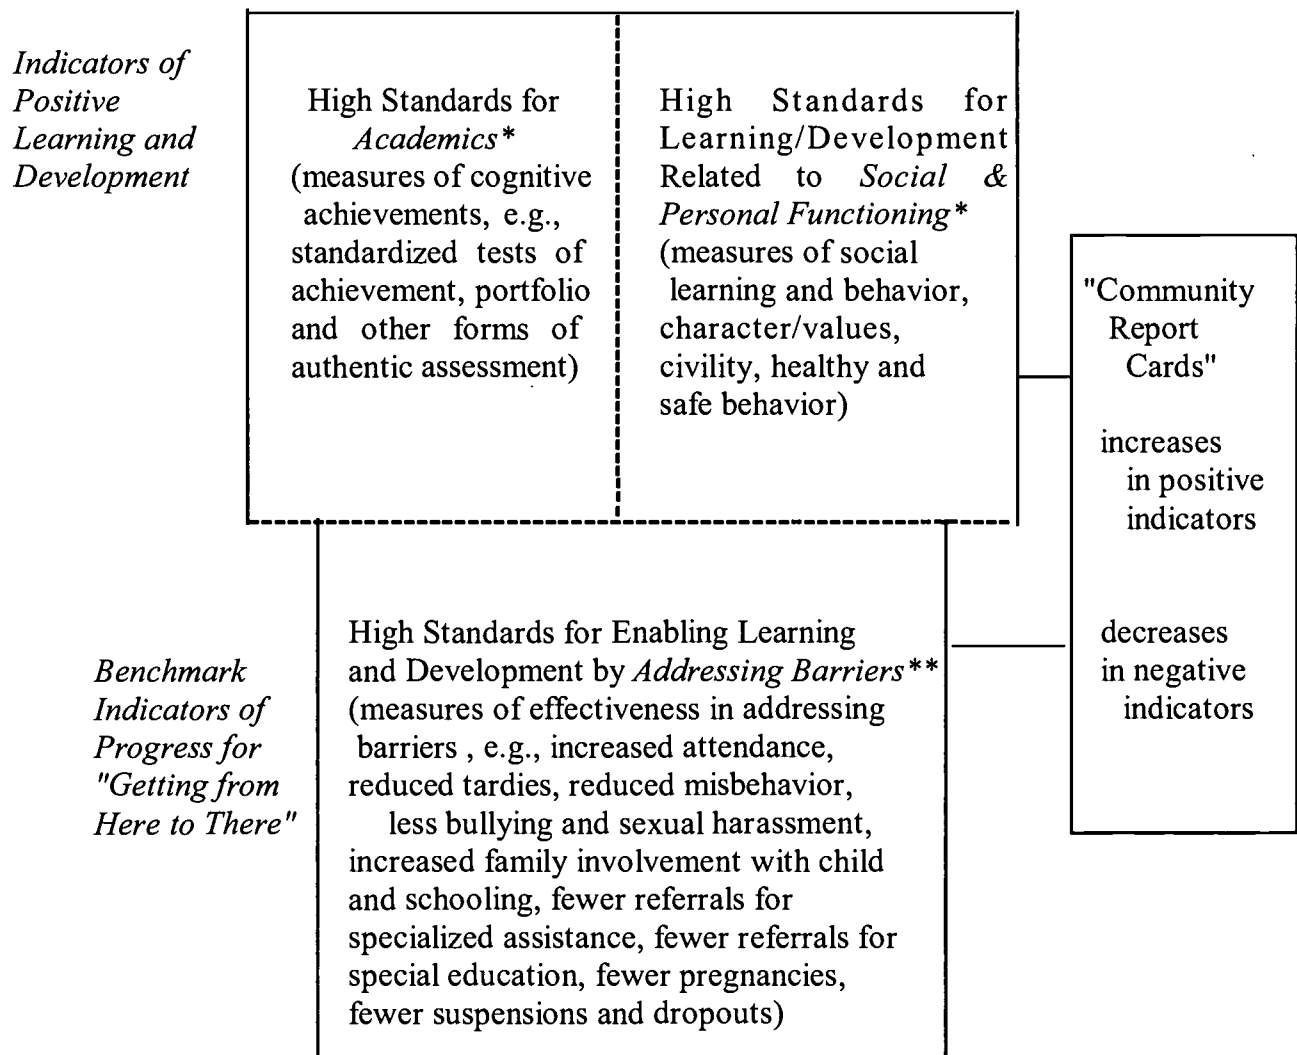 Indicators of
Positive
Learning and
Development
High Standards for
Academics*
(measures of cognitive
achievements, e.g.,
standardized tests of
achievement, portfolio
and other forms of
authentic assessment)
High Standards for
Learning/Development
Related to Social &
Personal Functioning*
(measures of social
learning and behavior,
character/values,
civility, healthy and
safe behavior)
"Community
Report
Cards"
increases
in positive
indicators
decreases
in negative
indicators
Benchmark
Indicators of
Progress for
"Getting from
Here to There"
High Standards for Enabling Learning
and Development by Addressing Barriers**
(measures of effectiveness in addressing
barriers , e.g., increased attendance,
reduced tardies, reduced misbehavior,
less bullying and sexual harassment,
increased family involvement with child
and schooling, fewer referrals for
specialized assistance, fewer referrals for
special education, fewer pregnancies,
fewer suspensions and dropouts)